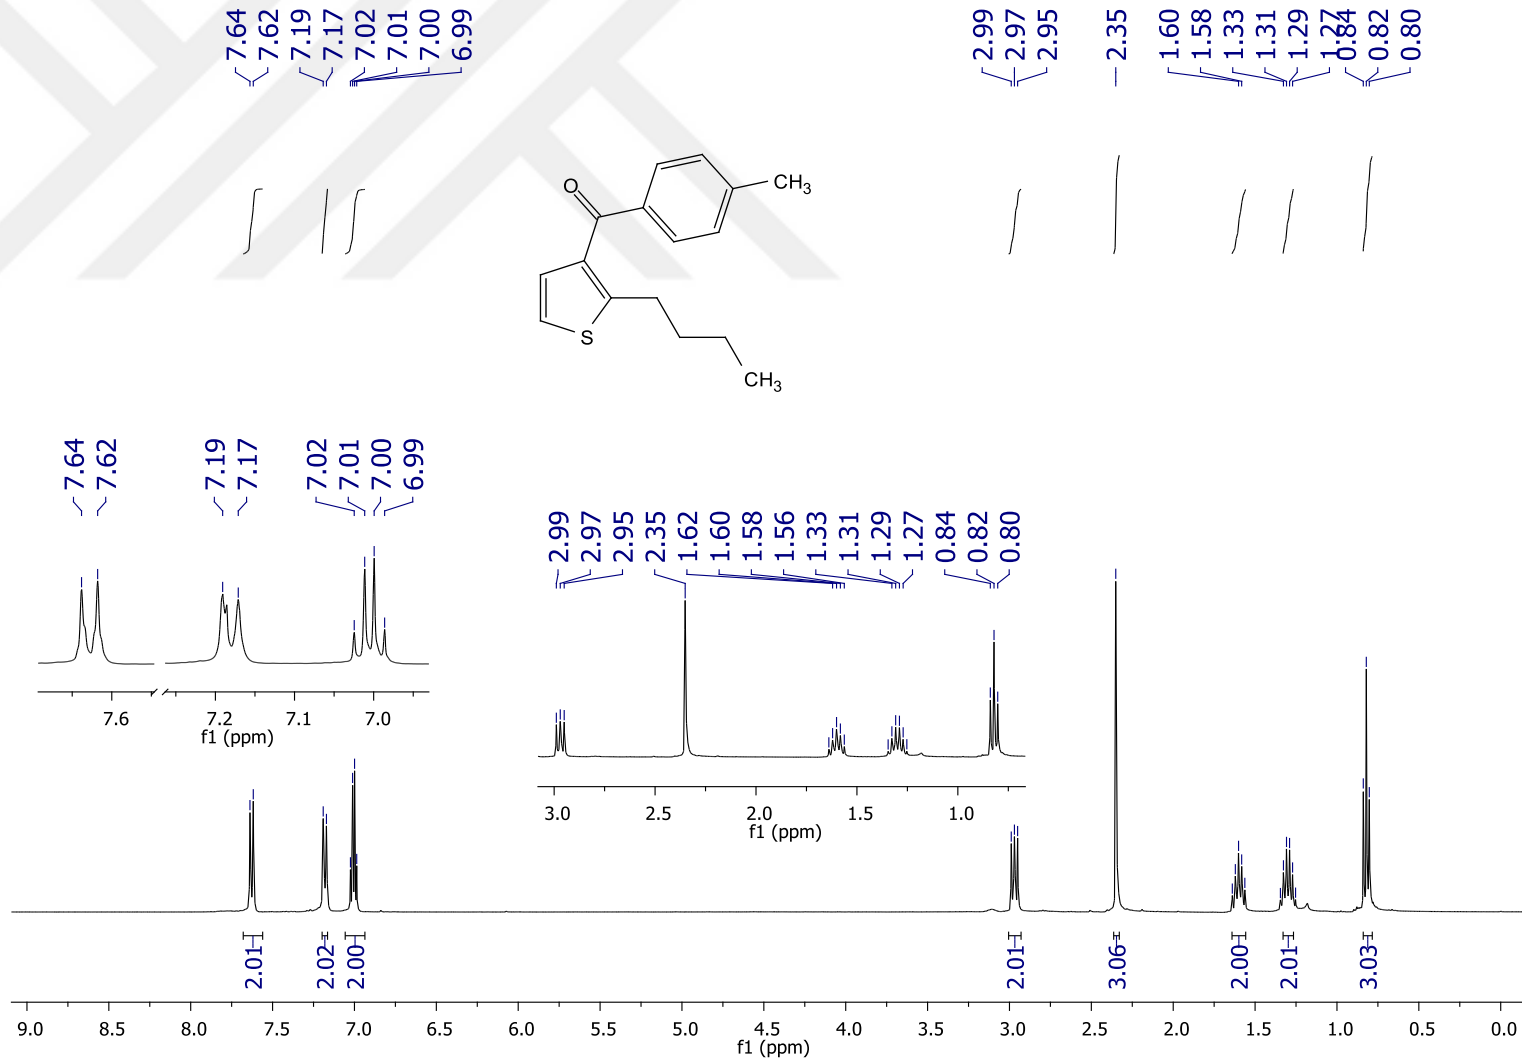 7.64 7.62 7.19 7.17 7.02 7.01 7.00 6.99 2.99 2.97 2.95 2.35 1.60 1.58 1.33 1.31 1.29 1.27 0.84 0.82 0.80
O
CH3
S
CH3
7.64 7.62 7.19 7.17 7.02 7.01 7.00 6.99
2.99 2.97 2.95 2.35 1.62 1.60 1.58 1.56 1.33 1.31 1.29 1.27 0.84 0.82 0.80
7.6 7.2 7.1 7.0
f1 (ppm)
3.0 2.5 2.0 1.5 1.0
f1 (ppm)
2.01 2.02 2.00 2.01 3.06 2.00 2.01 3.03
9.0 8.5 8.0 7.5 7.0 6.5 6.0 5.5 5.0 4.5 4.0 3.5 3.0 2.5 2.0 1.5 1.0 0.5 0.0
f1 (ppm)